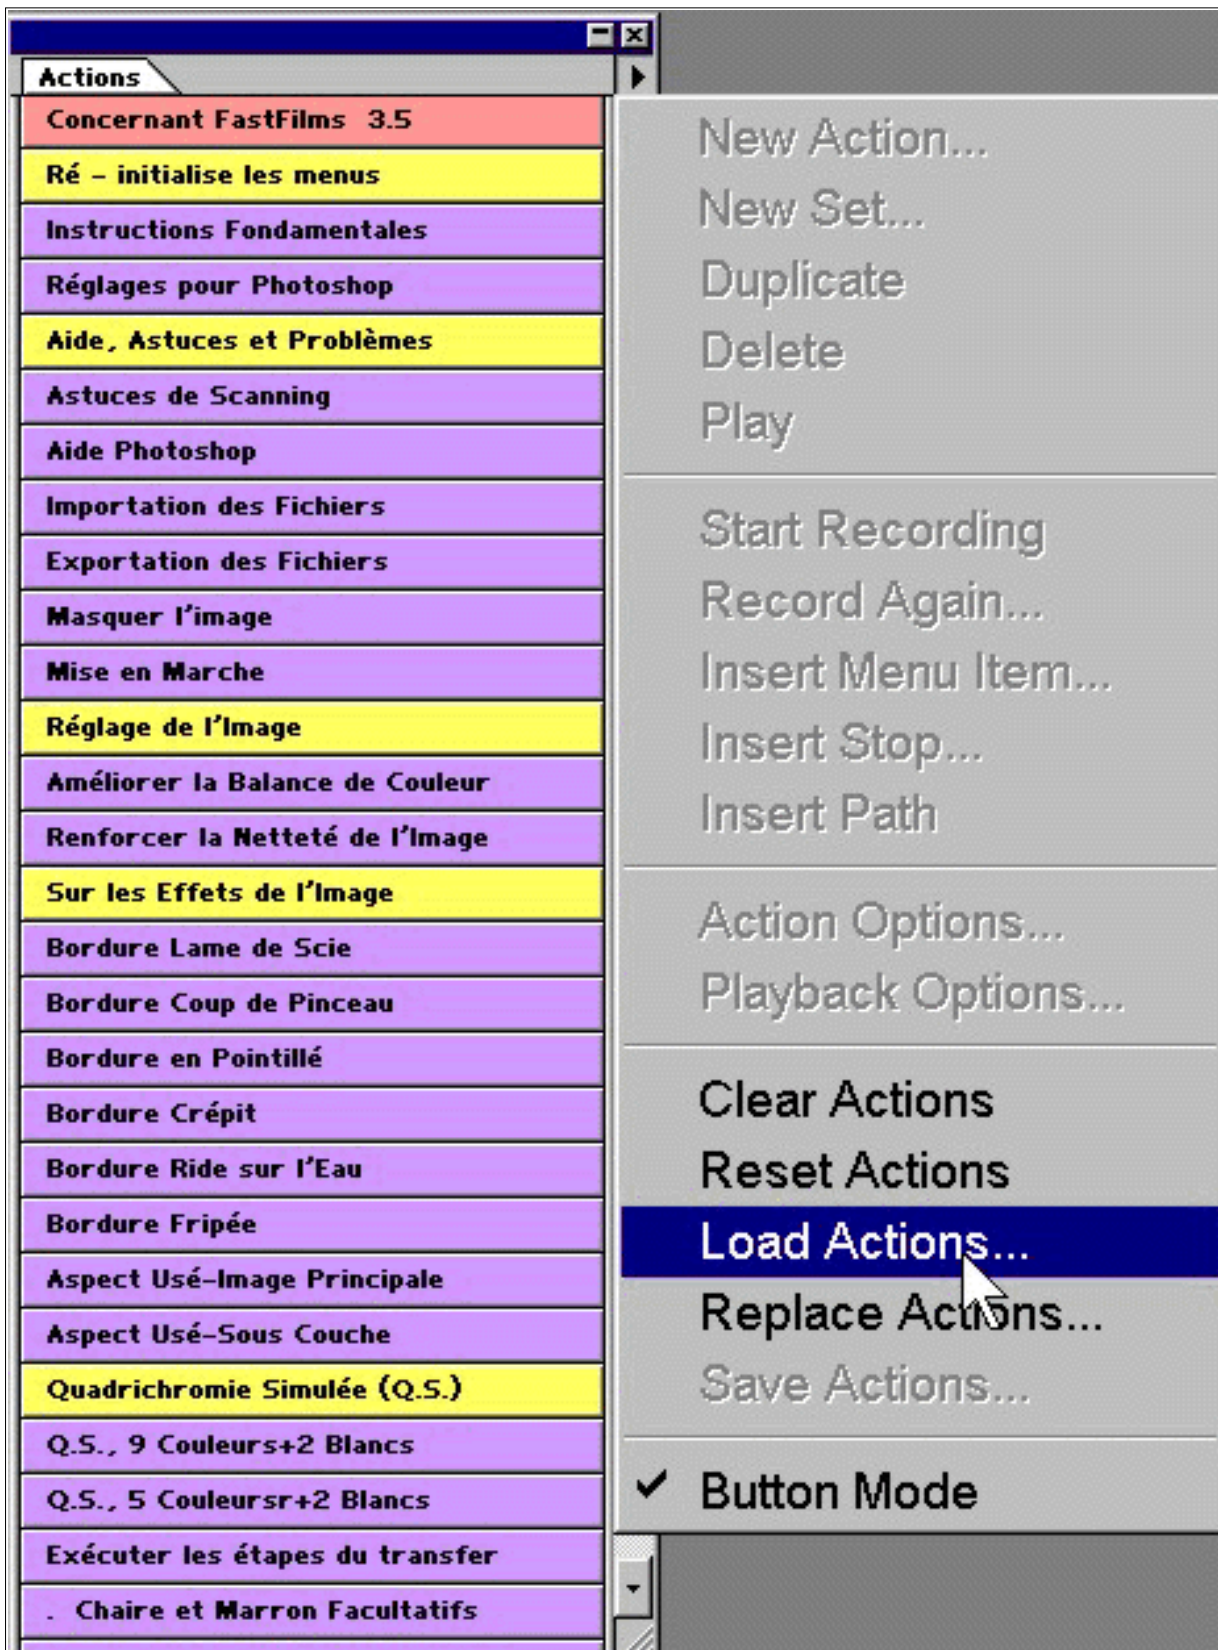 Actions
Concernant FastFilms 3.5
Ré - initialise les menus
Instructions Fondamentales
Réglages pour Photoshop
Aide, Astuces et Problèmes
Astuces de Scanning
Aide Photoshop
Importation des Fichiers
Exportation des Fichiers
Masquer l'image
Mise en Marche
Réglage de l'Image
Améliorer la Balance de Couleur
Renforcer la Netteté de l'Image
Sur les Effets de l'Image
Bordure Lame de Scie
Bordure Coup de Pinceau
Bordure en Pointillé
Bordure Crépit
Bordure Ride sur l'Eau
Bordure Fripée
Aspect Usé-Image Principale
Aspect Usé-Sous Couche
Quadrichromie Simulée (Q.S.)
Q.S., 9 Couleurs+2 Blancs
Q.S., 5 Couleursr+2 Blancs
Exécuter les étapes du transfer
. Chaire et Marron Facultatifs
New Action...
New Set...
Duplicate
Delete
Play
Start Recording
Record Again...
Insert Menu Item...
Insert Stop...
Insert Path
Action Options...
Playback Options...
Clear Actions
Reset Actions
Load Actions...
Replace Actions...
Save Actions...
Button Mode